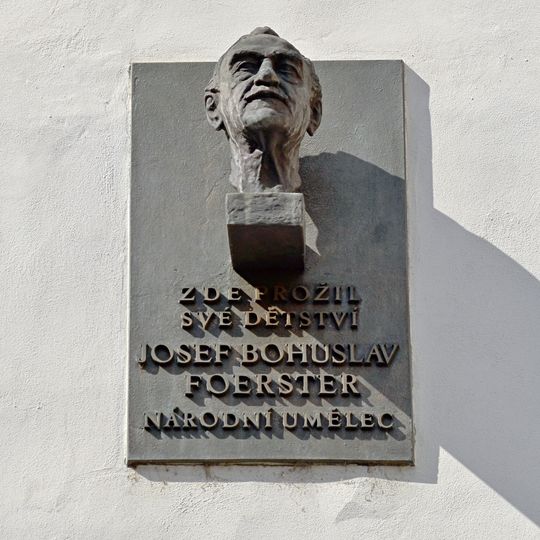 ZDE PROŽIL
SVÉ DĚTSTVÍ
JOSEF BOHUSLAV
FOERSTER
NÁRODNÍ UMĚLEC